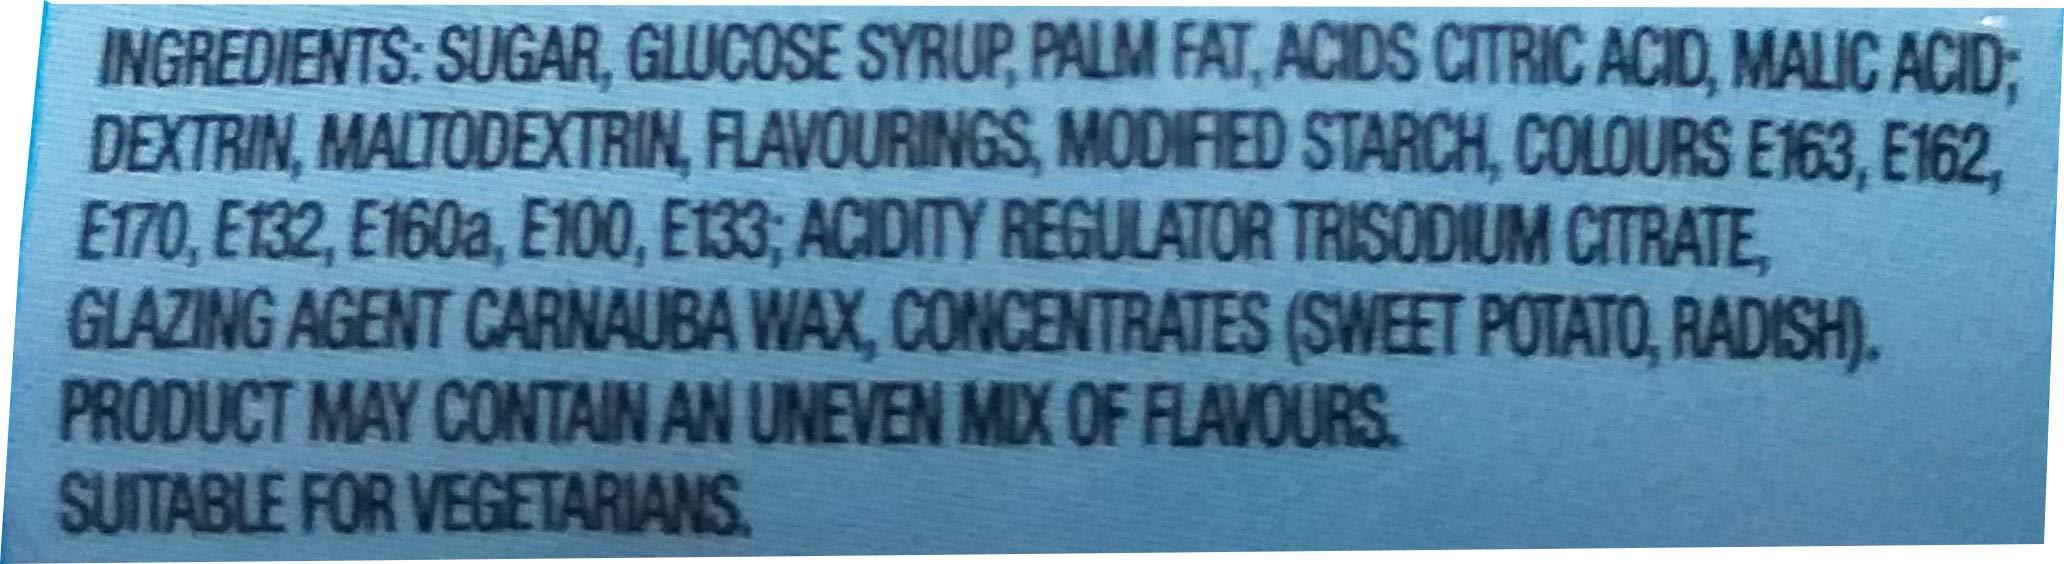 INGREDIENTS: SUGAR, GLUCOSE SYRUP, PALM FAT, ACIDS CITRIC ACID, MALIC ACID;
DEXTRIN, MALTODEXTRIN, FLAVOURINGS, MODIFIED STARCH, COLOURS E163, E162,
E170, E132, E160a, E100, E133; ACIDITY REGULATOR TRISODIUM CITRATE,
GLAZING AGENT CARNAUBA WAX, CONCENTRATES (SWEET POTATO, RADISH).
PRODUCT MAY CONTAIN AN UNEVEN MIX OF FLAVOURS.
SUITABLE FOR VEGETARIANS.